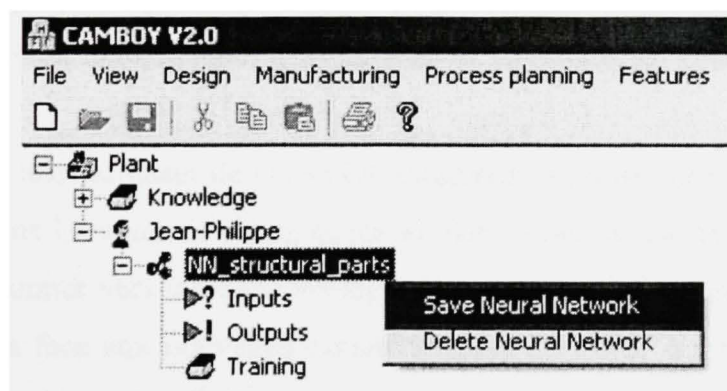 CAMBOY V2.0
File View Design Manufacturing Process planning Features
Plant
Knowledge
Jean-Philippe
NN_structural_parts
Inputs
Outputs
Training
Save Neural Network
Delete Neural Network